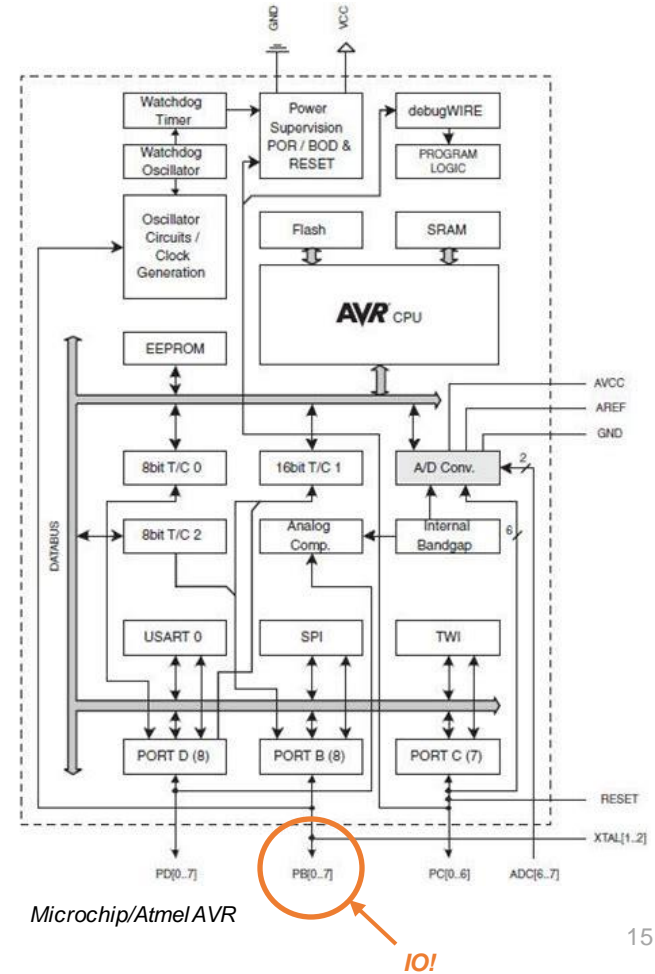 GND
VCC
Watchdog
Timer
Power
Supervision
POR / BOD &
RESET
debugWIRE
Watchdog
Oscillator
PROGRAM
LOGIC
Oscillator
Circuits /
Clock
Generation
Flash
SRAM
AVR CPU
EEPROM
AVCC
AREF
GND
8bit T/C 0
16bit T/C 1
A/D Conv.
2
DATABUS
8bit T/C 2
Analog
Comp.
Internal
Bandgap
6
USART 0
SPI
TWI
PORT D (8)
PORT B (8)
PORT C (7)
RESET
XTAL[1..2]
PD[0..7]
PB[0..7]
PC[0..6]
ADC[6..7]
Microchip/Atmel AVR
15
IO!